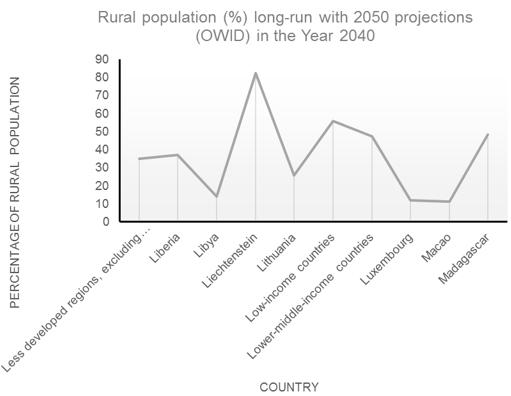 Rural population (%) long-run with 2050 projections
(OWID) in the Year 2040
PERCENTAGE OF RURAL POPULATION
90
80
70
60
50
40
30
20
10
0
Less developed regions, excluding…
Liberia
Libya
Liechtenstein
Lithuania
Low-income countries
Lower-middle-income countries
Luxembourg
Macao
Madagascar
COUNTRY